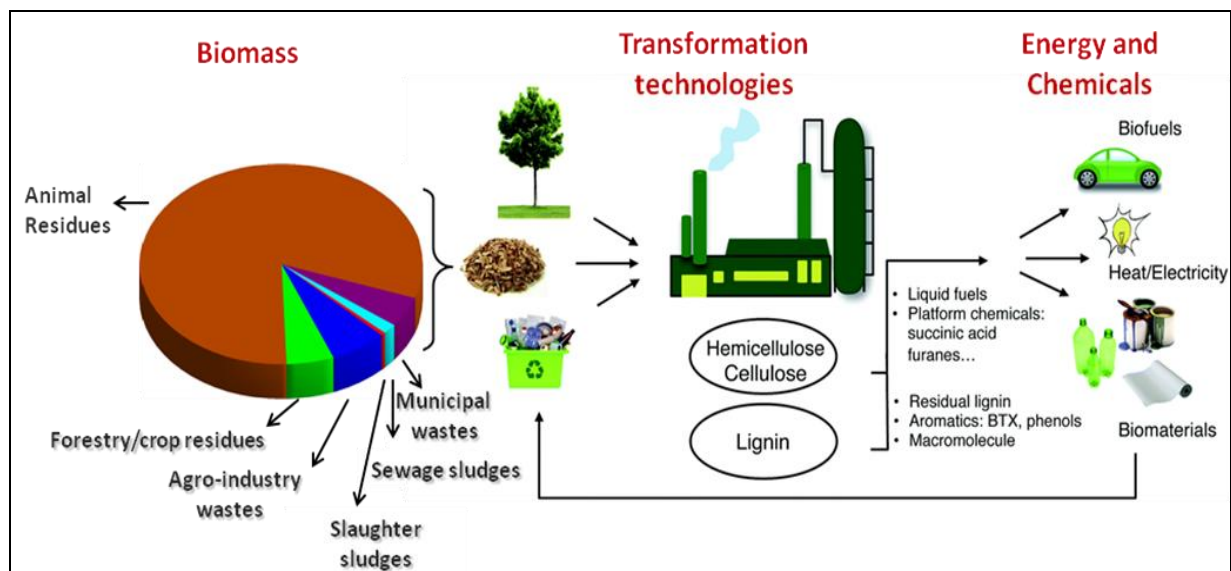 Biomass
Transformation
technologies
Energy and
Chemicals
Animal
Residues
Forestry/crop residues
Agro-industry
wastes
Slaughter
sludges
Sewage sludges
Municipal
wastes
Hemicellulose
Cellulose
Lignin
• Liquid fuels
• Platform chemicals:
succinic acid
furanes...
• Residual lignin
• Aromatics: BTX, phenols
• Macromolecule
Biofuels
Heat/Electricity
Biomaterials